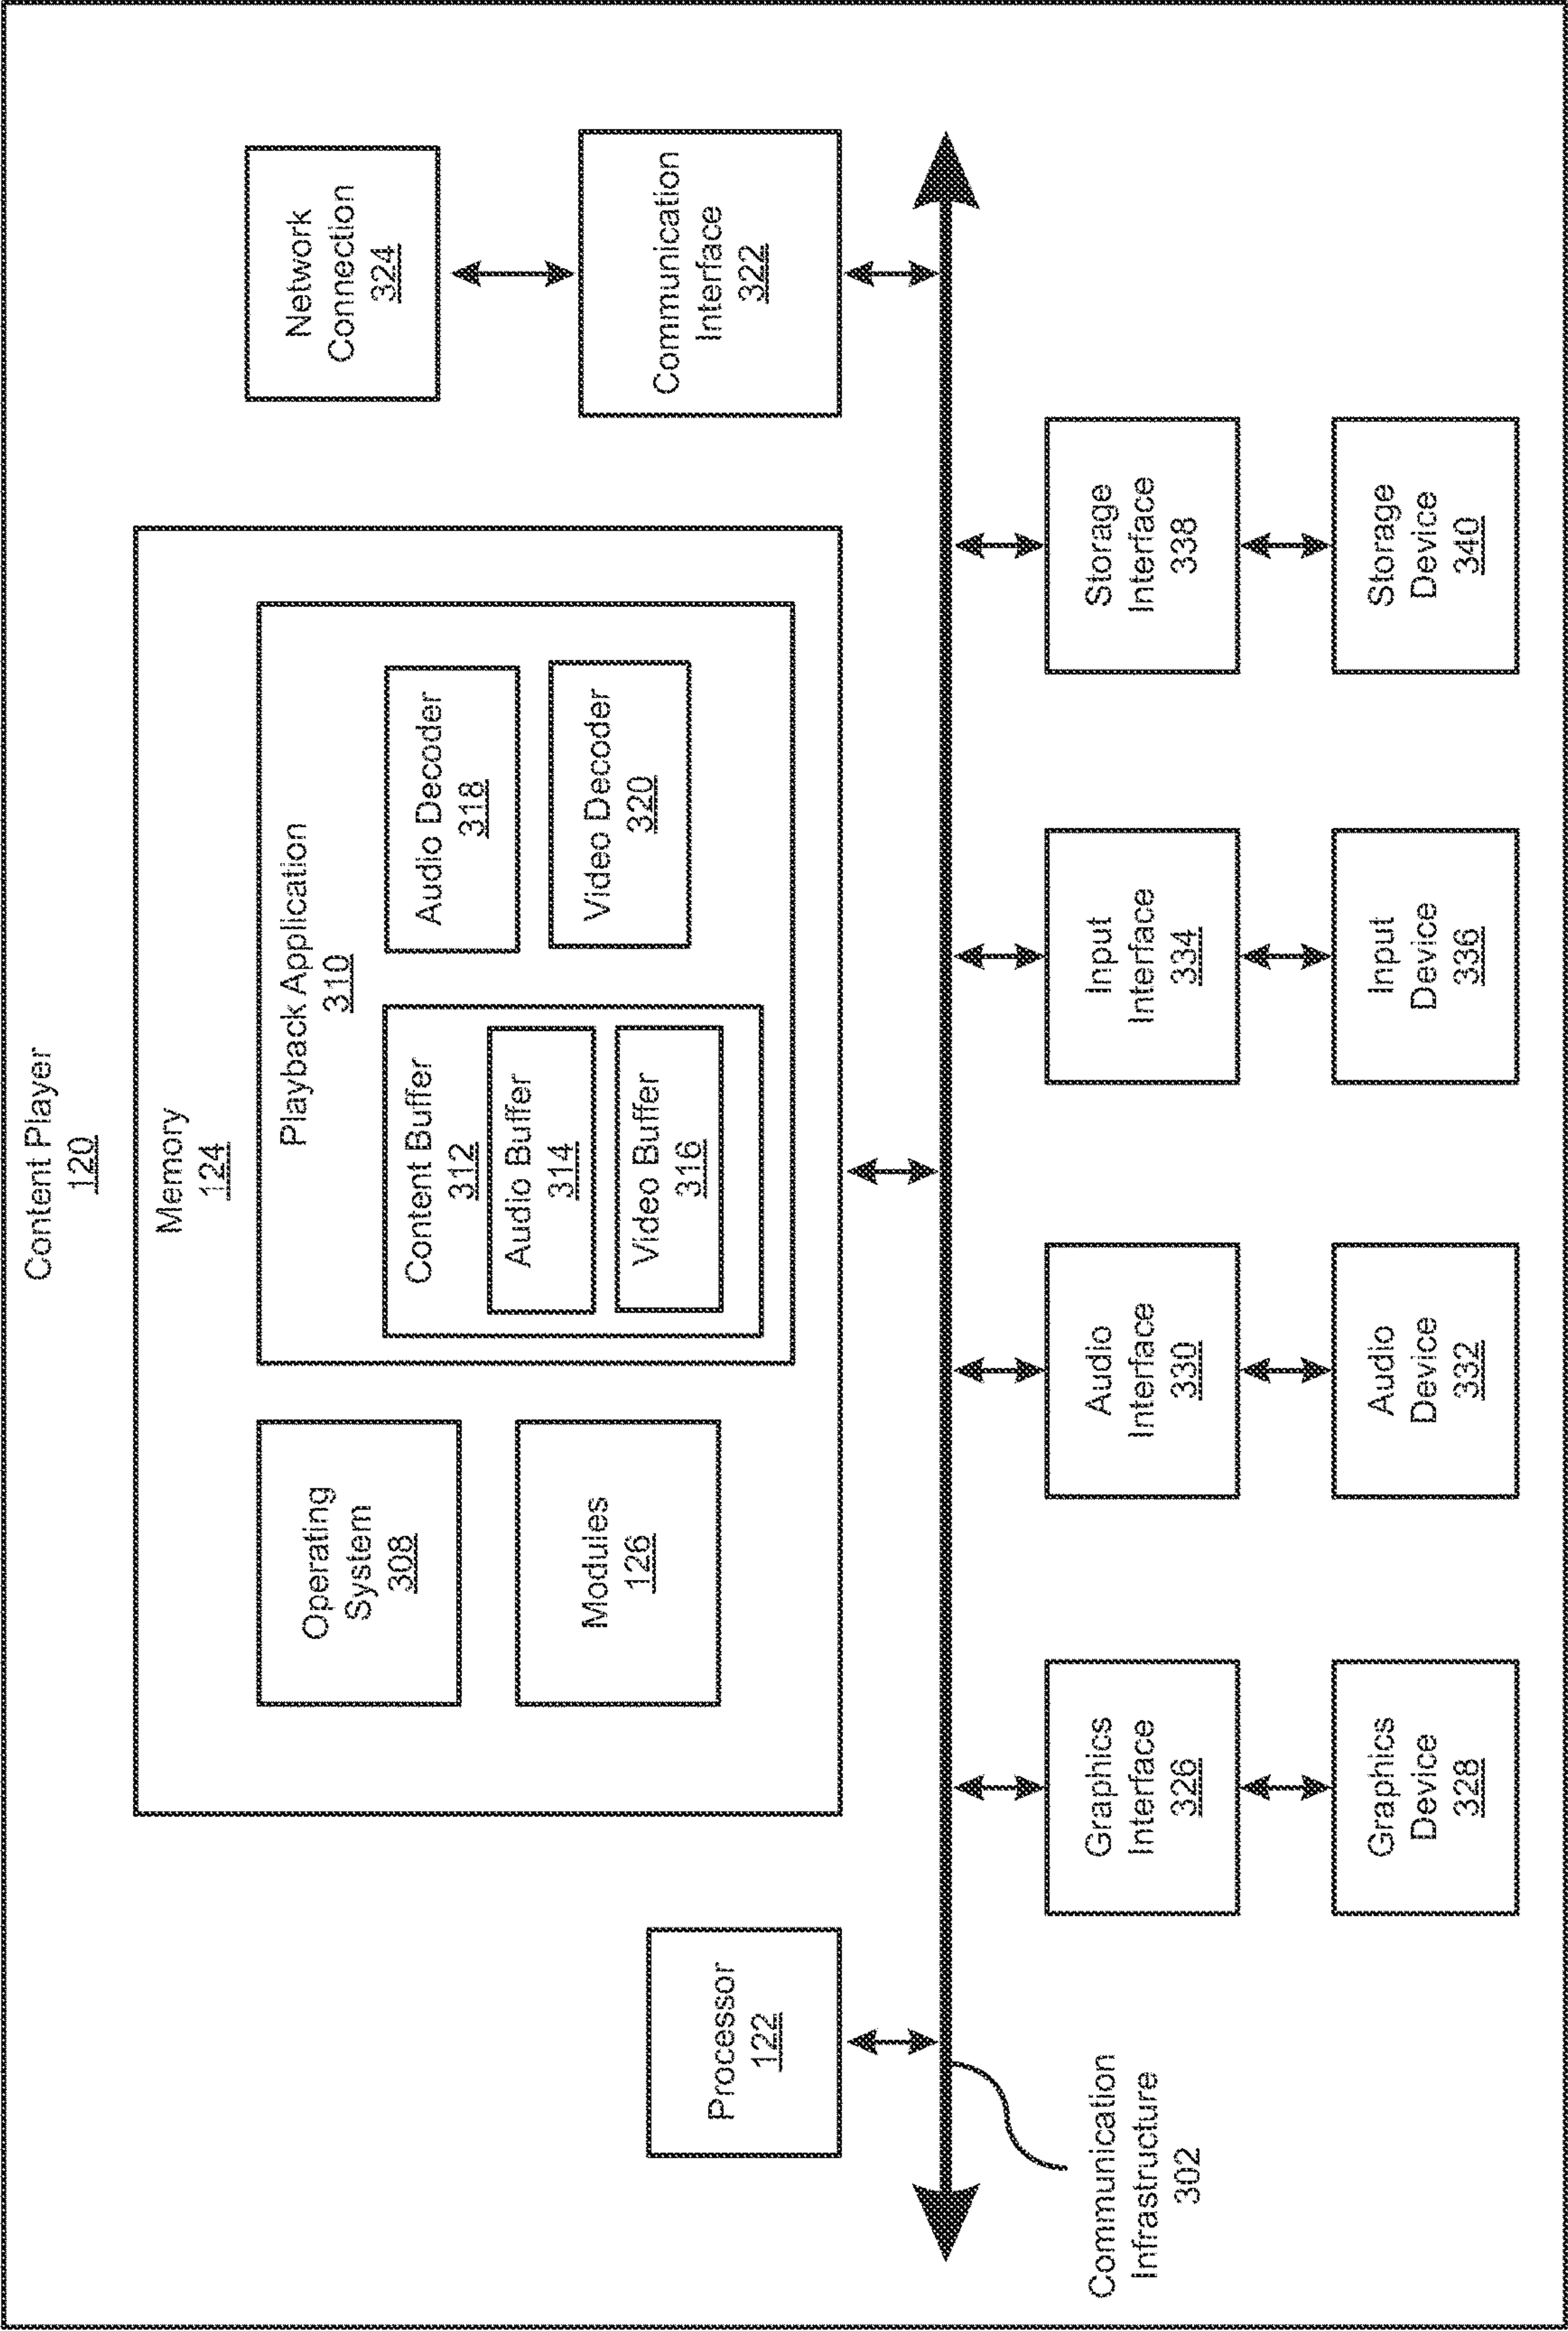 Content Player
120
Memory
124
Operating
System
308
Modules
126
Playback Application
310
Content Buffer
312
Audio Buffer
314
Video Buffer
316
Audio Decoder
318
Video Decoder
320
Network
Connection
324
Communication
Interface
322
Processor
122
Communication
Infrastructure
302
Graphics
Interface
326
Graphics
Device
328
Audio
Interface
330
Audio
Device
332
Input
Interface
334
Input
Device
336
Storage
Interface
338
Storage
Device
340